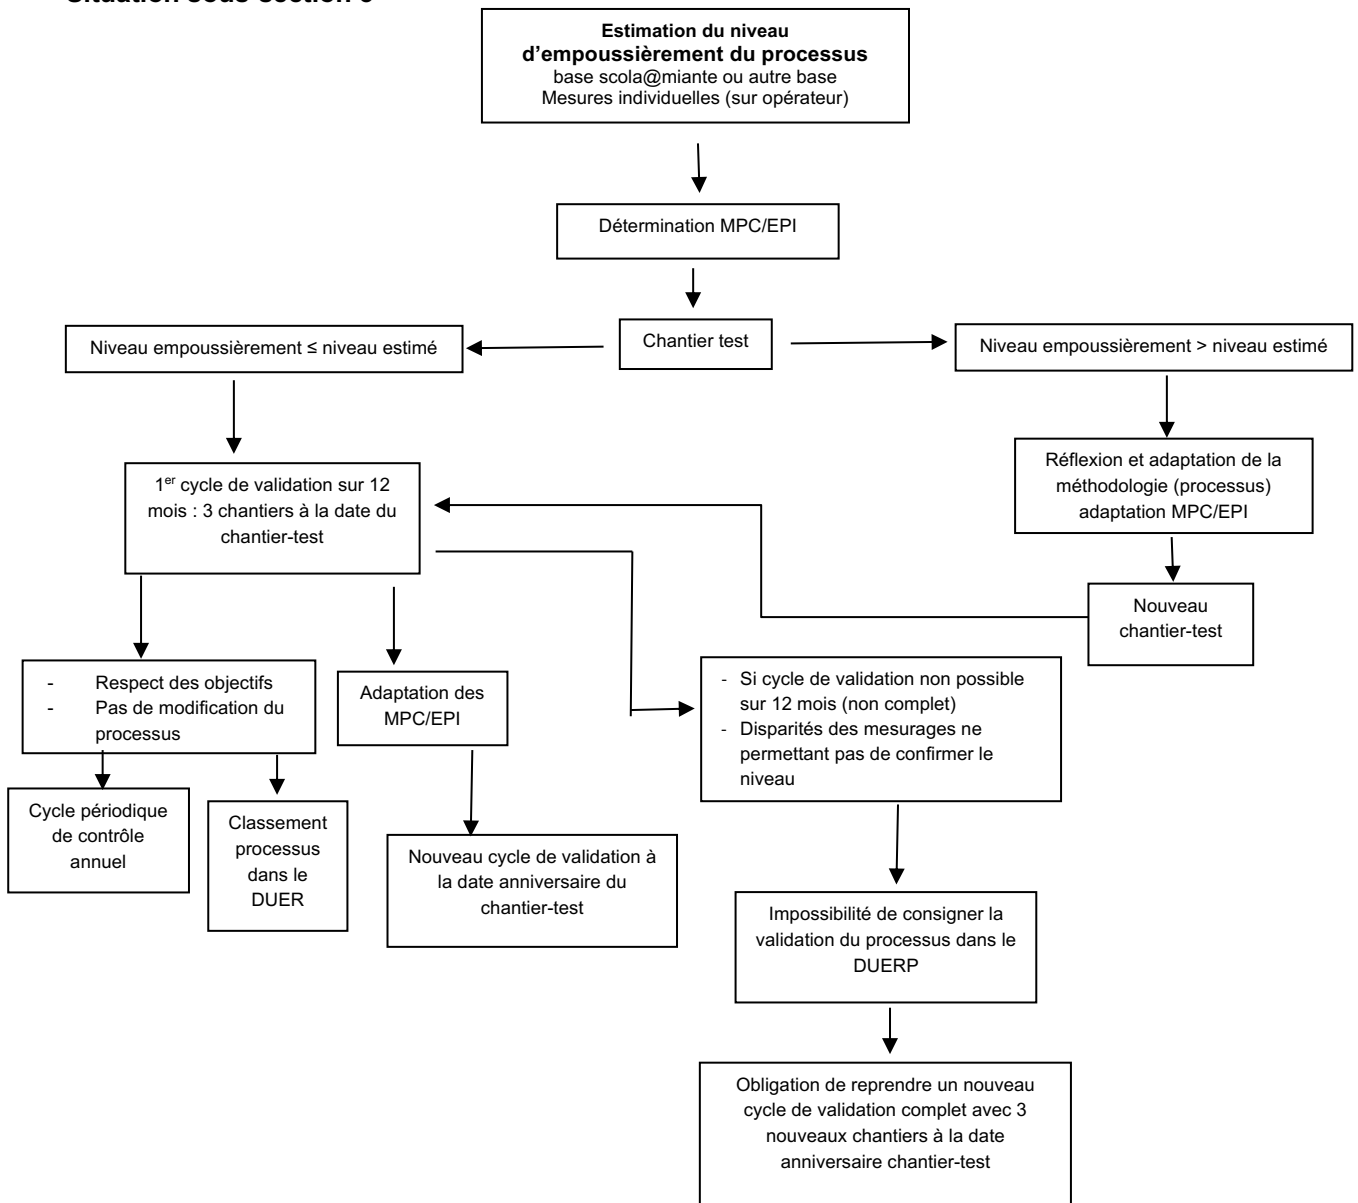 Situation sous-section 3
Estimation du niveau
d’empoussièrement du processus
base scola@miante ou autre base
Mesures individuelles (sur opérateur)
Détermination MPC/EPI
Chantier test
Niveau empoussièrement ≤ niveau estimé
Niveau empoussièrement > niveau estimé
1er cycle de validation sur 12
mois : 3 chantiers à la date du
chantier-test
Réflexion et adaptation de la
méthodologie (processus)
adaptation MPC/EPI
Nouveau
chantier-test
- Respect des objectifs
- Pas de modification du
processus
Adaptation des
MPC/EPI
- Si cycle de validation non possible
sur 12 mois (non complet)
- Disparités des mesurages ne
permettant pas de confirmer le
niveau
Cycle périodique
de contrôle
annuel
Classement
processus
dans le
DUER
Nouveau cycle de validation à
la date anniversaire du
chantier-test
Impossibilité de consigner la
validation du processus dans le
DUERP
Obligation de reprendre un nouveau
cycle de validation complet avec 3
nouveaux chantiers à la date
anniversaire chantier-test